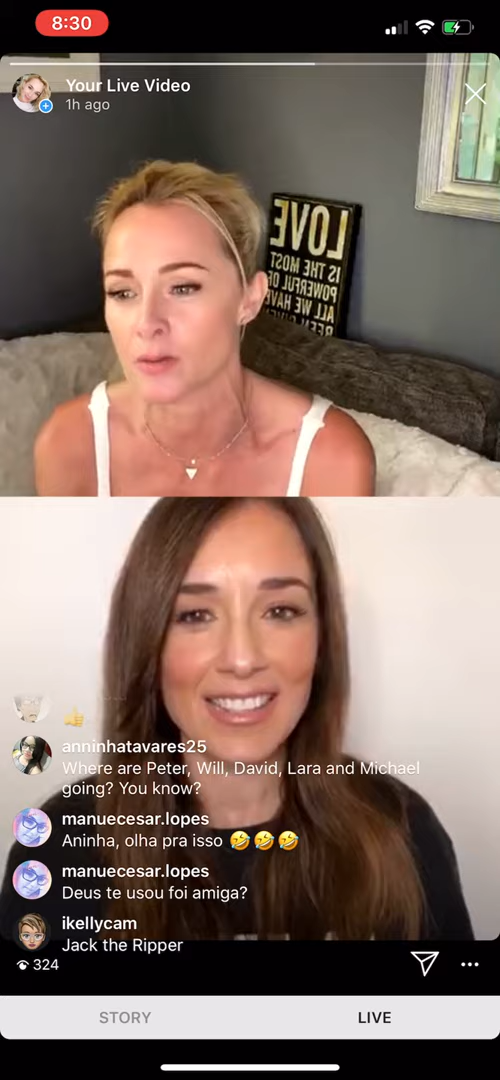 8:30
Your Live Video
1h ago
LOVE
IS THE MOST
POWERFUL OF
ALL WE HAVE
BEEN GIVEN
anninhatavares25
Where are Peter, Will, David, Lara and Michael
going? You know?
manuecesar.lopes
Aninha, olha pra isso 🤣🤣🤣
manuecesar.lopes
Deus te usou foi amiga?
ikellycam
Jack the Ripper
324
STORY
LIVE